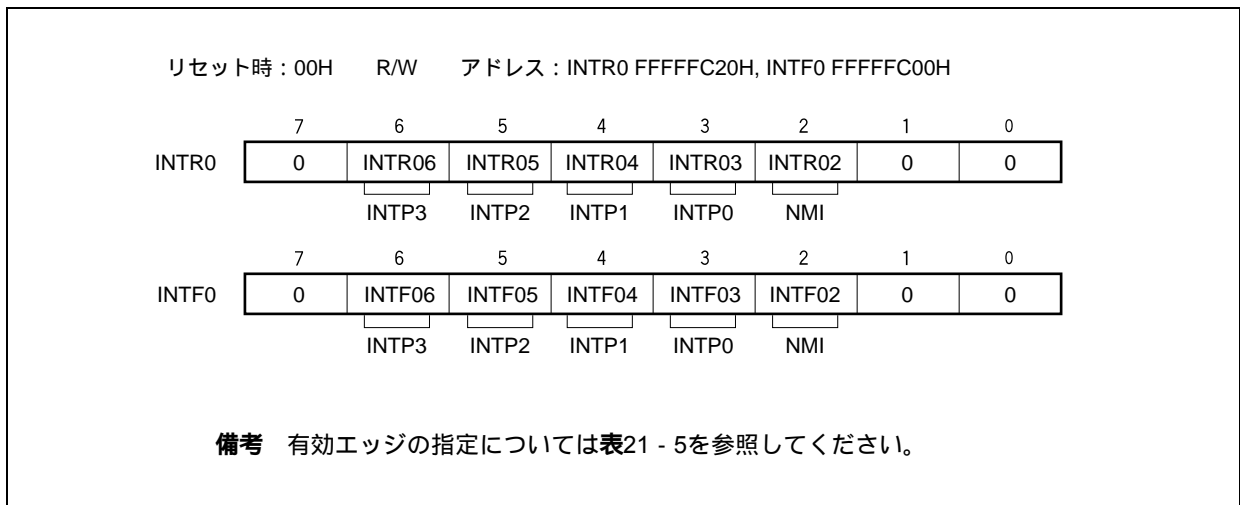 リセット時：00H R/W アドレス：INTR0 FFFFFC20H, INTF0 FFFFFC00H
7 6 5 4 3 2 1 0
INTR0 0 INTR06 INTR05 INTR04 INTR03 INTR02 0 0
INTP3 INTP2 INTP1 INTP0 NMI
7 6 5 4 3 2 1 0
INTF0 0 INTF06 INTF05 INTF04 INTF03 INTF02 0 0
INTP3 INTP2 INTP1 INTP0 NMI
備考 有効エッジの指定については表21 - 5を参照してください。